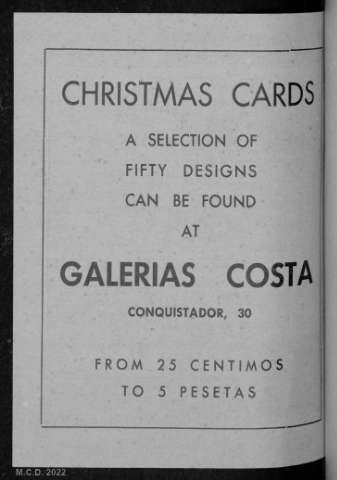 CHRISTMAS CARDS
A SELECTION OF
FIFTY DESIGNS
CAN BE FOUND
AT
GALERIAS COSTA
CONQUISTADOR, 30
FROM 25 CENTIMOS
TO 5 PESETAS
M.C.D. 2022